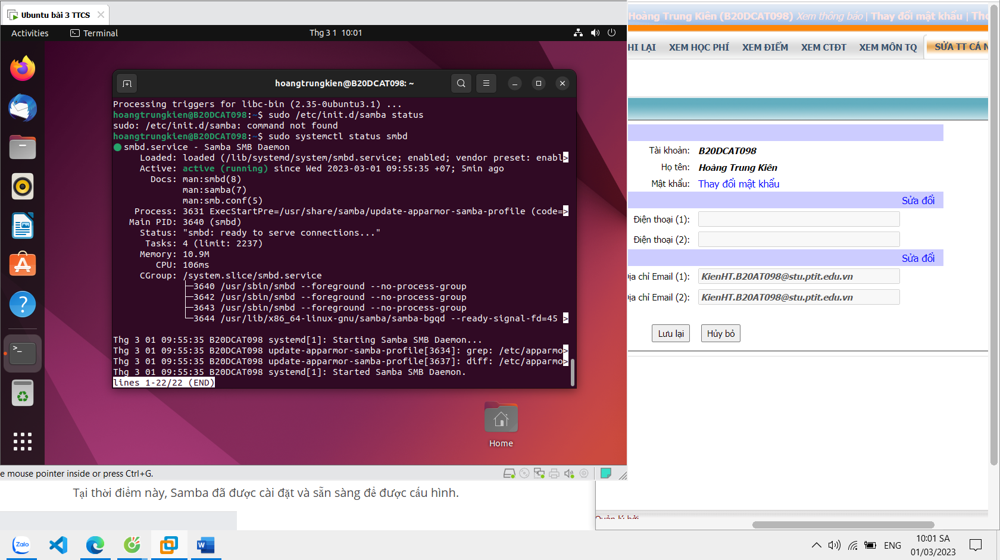 Ubuntu bài 3 TTCS
Hoàng Trung Kiên (B20DCAT098) Xem thông báo | Thay đổi mật khẩu |
Activities
Terminal
Thg 3 1 10:01
HI LẠI
XEM HỌC PHÍ
XEM ĐIỂM
XEM CTĐT
XEM MÔN TQ
SỬA TT CÁ N
hoangtrungkien@B20DCAT098: ~
Processing triggers for libc-bin (2.35-0ubuntu3.1) ...
hoangtrungkien@B20DCAT098:~$ sudo /etc/init.d/samba status
sudo: /etc/init.d/samba: command not found
hoangtrungkien@B20DCAT098:~$ sudo systemctl status smbd
● smbd.service - Samba SMB Daemon
Loaded: loaded (/lib/systemd/system/smbd.service; enabled; vendor preset: enabl>
Active: active (running) since Wed 2023-03-01 09:55:35 +07; 5min ago
Docs: man:smbd(8)
man:samba(7)
man:smb.conf(5)
Process: 3631 ExecStartPre=/usr/share/samba/update-apparmor-samba-profile (code=>
Main PID: 3640 (smbd)
Status: "smbd: ready to serve connections..."
Tasks: 4 (limit: 2237)
Memory: 10.9M
CPU: 106ms
CGroup: /system.slice/smbd.service
├─3640 /usr/sbin/smbd --foreground --no-process-group
├─3642 /usr/sbin/smbd --foreground --no-process-group
├─3643 /usr/sbin/smbd --foreground --no-process-group
└─3644 /usr/lib/x86_64-linux-gnu/samba/samba-bgqd --ready-signal-fd=45 >
Thg 3 01 09:55:35 B20DCAT098 systemd[1]: Starting Samba SMB Daemon...
Thg 3 01 09:55:35 B20DCAT098 update-apparmor-samba-profile[3634]: grep: /etc/apparmo>
Thg 3 01 09:55:35 B20DCAT098 update-apparmor-samba-profile[3637]: diff: /etc/apparmo>
Thg 3 01 09:55:35 B20DCAT098 systemd[1]: Started Samba SMB Daemon.
lines 1-22/22 (END)
Home
Tài khoản: B20DCAT098
Họ tên: Hoàng Trung Kiên
Mật khẩu: Thay đổi mật khẩu
Sửa đổi
Điện thoại (1):
Điện thoại (2):
Sửa đổi
ịa chỉ Email (1): KienHT.B20AT098@stu.ptit.edu.vn
ịa chỉ Email (2): KienHT.B20AT098@stu.ptit.edu.vn
Lưu lại
Hủy bỏ
e mouse pointer inside or press Ctrl+G.
Tại thời điểm này, Samba đã được cài đặt và sẵn sàng để được cấu hình.
Quản lý bởi
Zalo
ENG
10:01 SA
01/03/2023